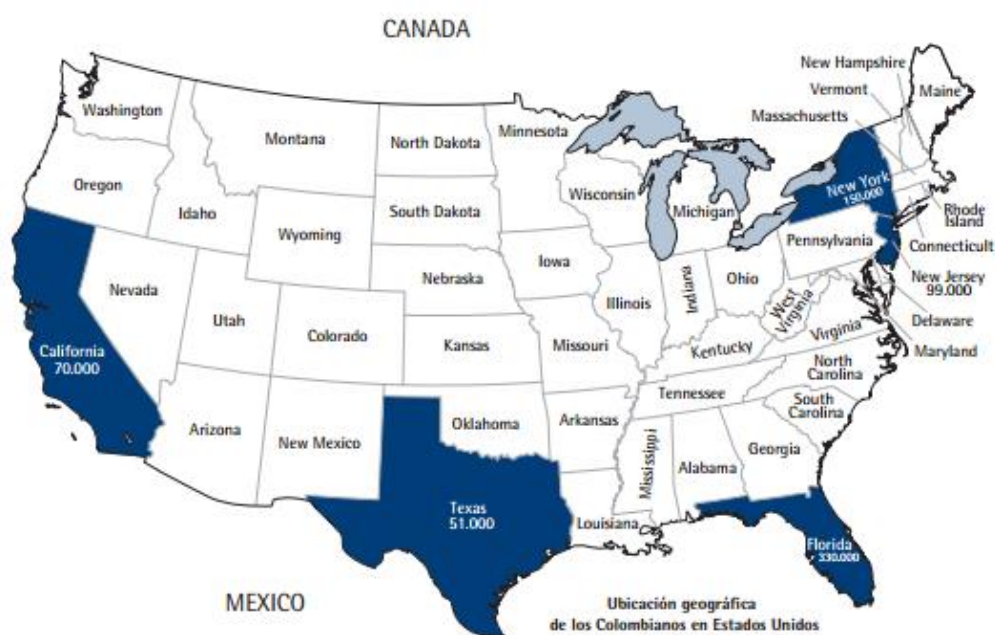 CANADA
New Hampshire
Vermont
Massachusetts
Maine
Washington
Montana
North Dakota
Minnesota
Oregon
Idaho
South Dakota
Wisconsin
Michigan
New York
150.000
Rhode
Island
Connecticult
Wyoming
Iowa
Pennsylvania
Nebraska
Nevada
Utah
Colorado
Illinois
Indiana
Ohio
New Jersey
99.000
West
Virginia
Virginia
Delaware
Maryland
California
70.000
Kansas
Missouri
Kentucky
North
Carolina
Tennessee
South
Carolina
Arizona
New Mexico
Oklahoma
Arkansas
Mississippi
Alabama
Georgia
Texas
51.000
Louisiana
Florida
330.000
MEXICO
Ubicación geográfica
de los Colombianos en Estados Unidos